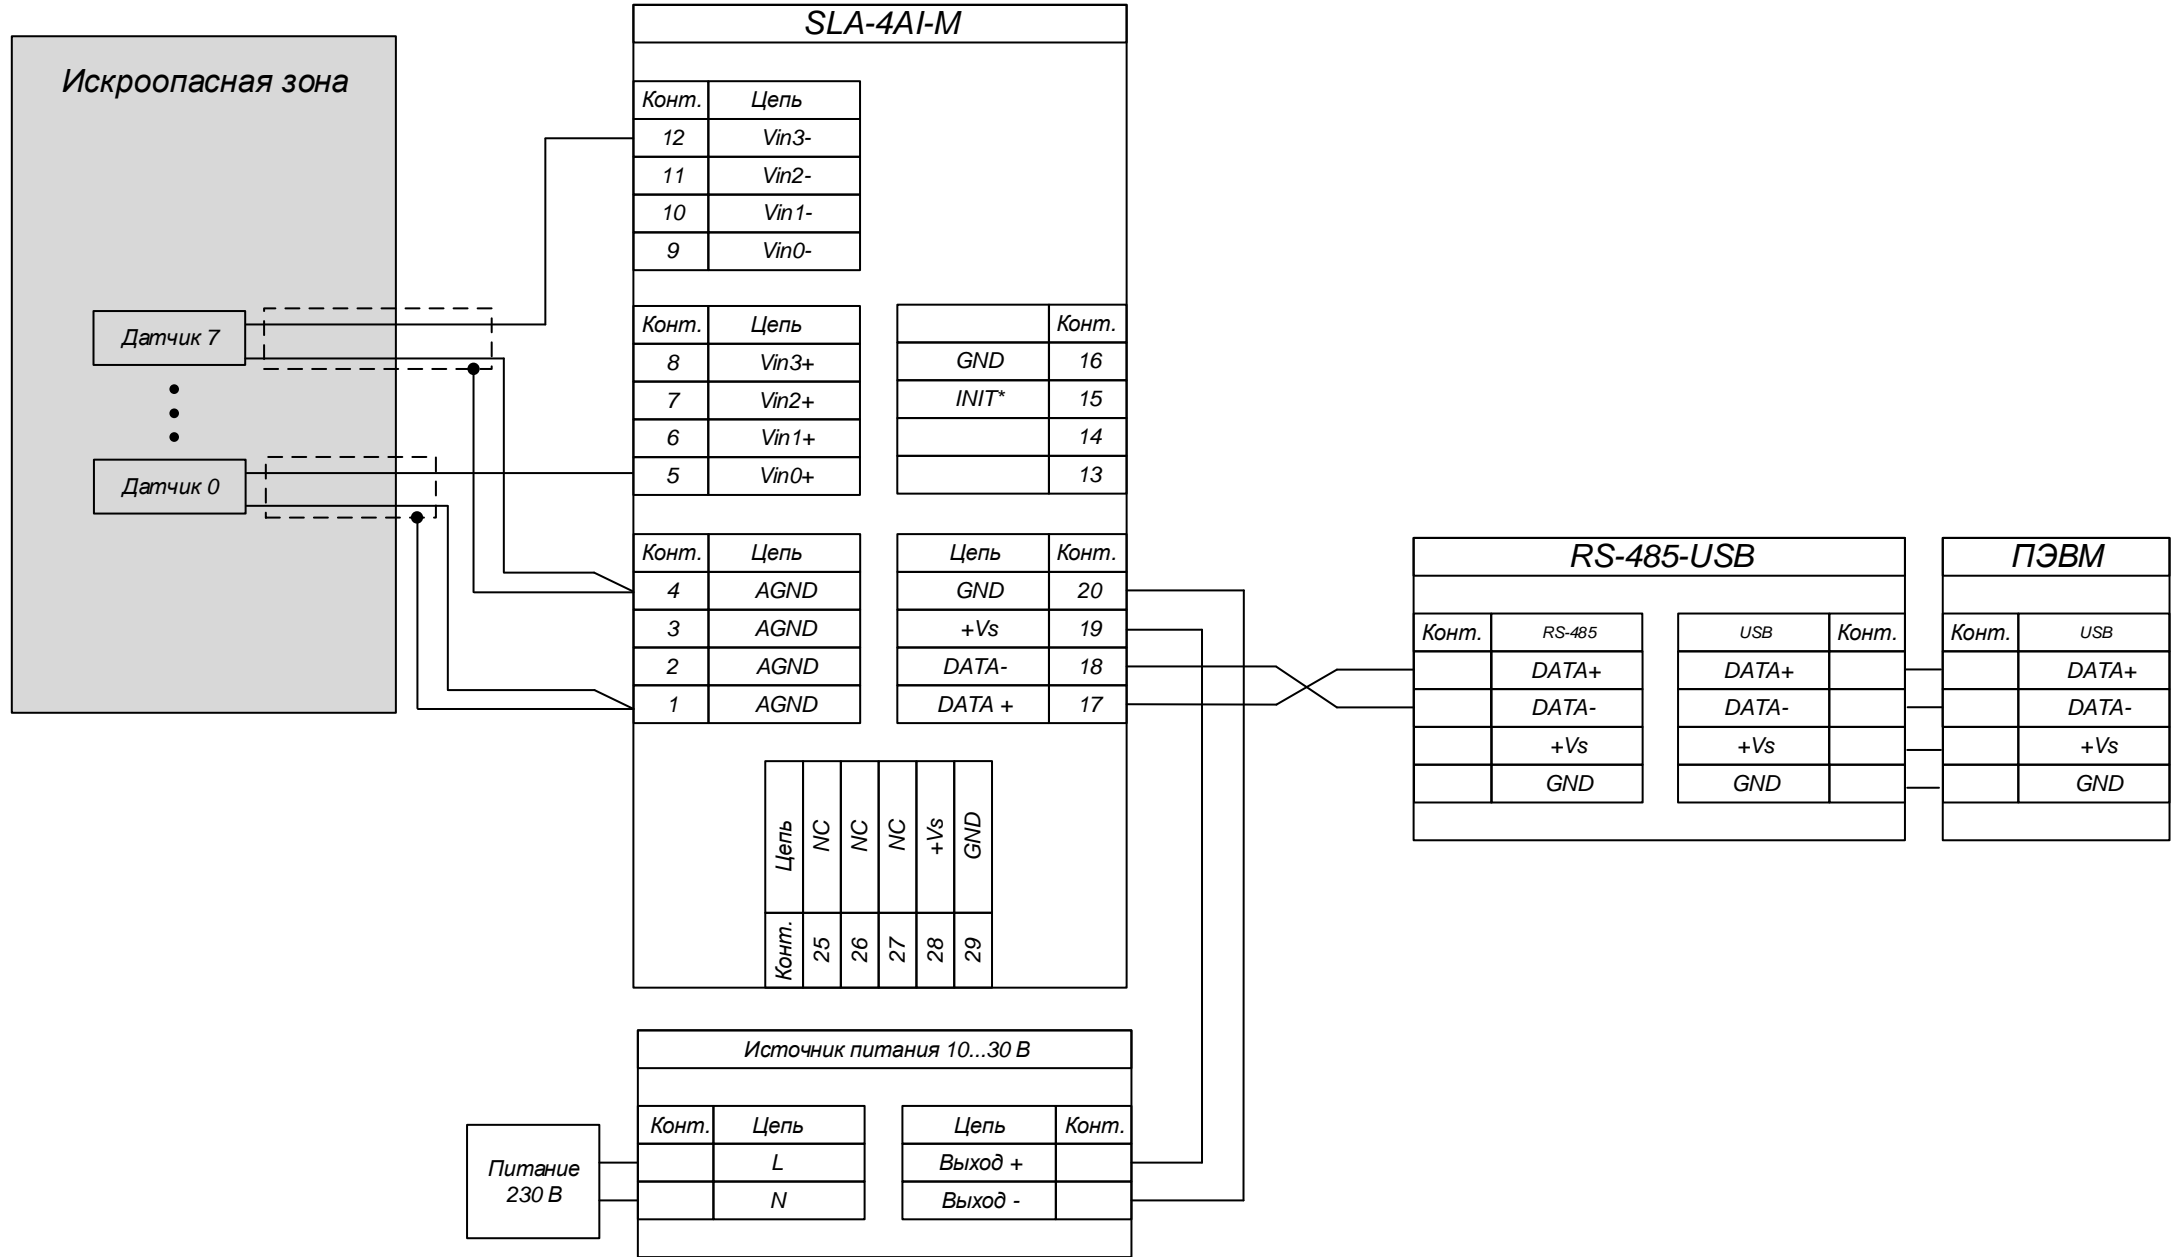 SLA-4AI-M
Искроопасная зона
Конт. Цепь
12 Vin3-
11 Vin2-
10 Vin1-
9 Vin0-
Датчик 7
Датчик 0
Конт. Цепь
8 Vin3+
7 Vin2+
6 Vin1+
5 Vin0+
Конт.
GND 16
INIT* 15
14
13
Конт. Цепь
4 AGND
3 AGND
2 AGND
1 AGND
Цепь Конт.
GND 20
+Vs 19
DATA- 18
DATA + 17
Цепь NC NC NC +Vs GND
Конт. 25 26 27 28 29
RS-485-USB
Конт. RS-485
DATA+
DATA-
+Vs
GND
USB Конт.
DATA+
DATA-
+Vs
GND
ПЭВМ
Конт. USB
DATA+
DATA-
+Vs
GND
Источник питания 10...30 В
Питание
230 В
Конт. Цепь
L
N
Цепь Конт.
Выход +
Выход -